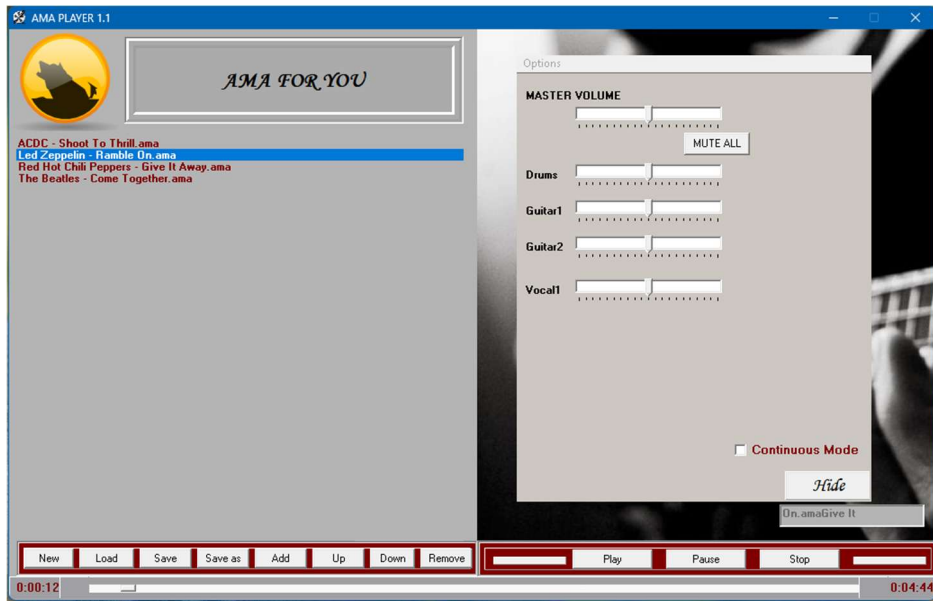 AMA PLAYER 1.1
AMA FOR YOU
ACDC - Shoot To Thrill.ama
Led Zeppelin - Ramble On.ama
Red Hot Chili Peppers - Give It Away.ama
The Beatles - Come Together.ama
Options
MASTER VOLUME
MUTE ALL
Drums
Guitar1
Guitar2
Vocal1
Continuous Mode
Hide
On.amaGive It
New Load Save Save as Add Up Down Remove
Play Pause Stop
0:00:12 0:04:44